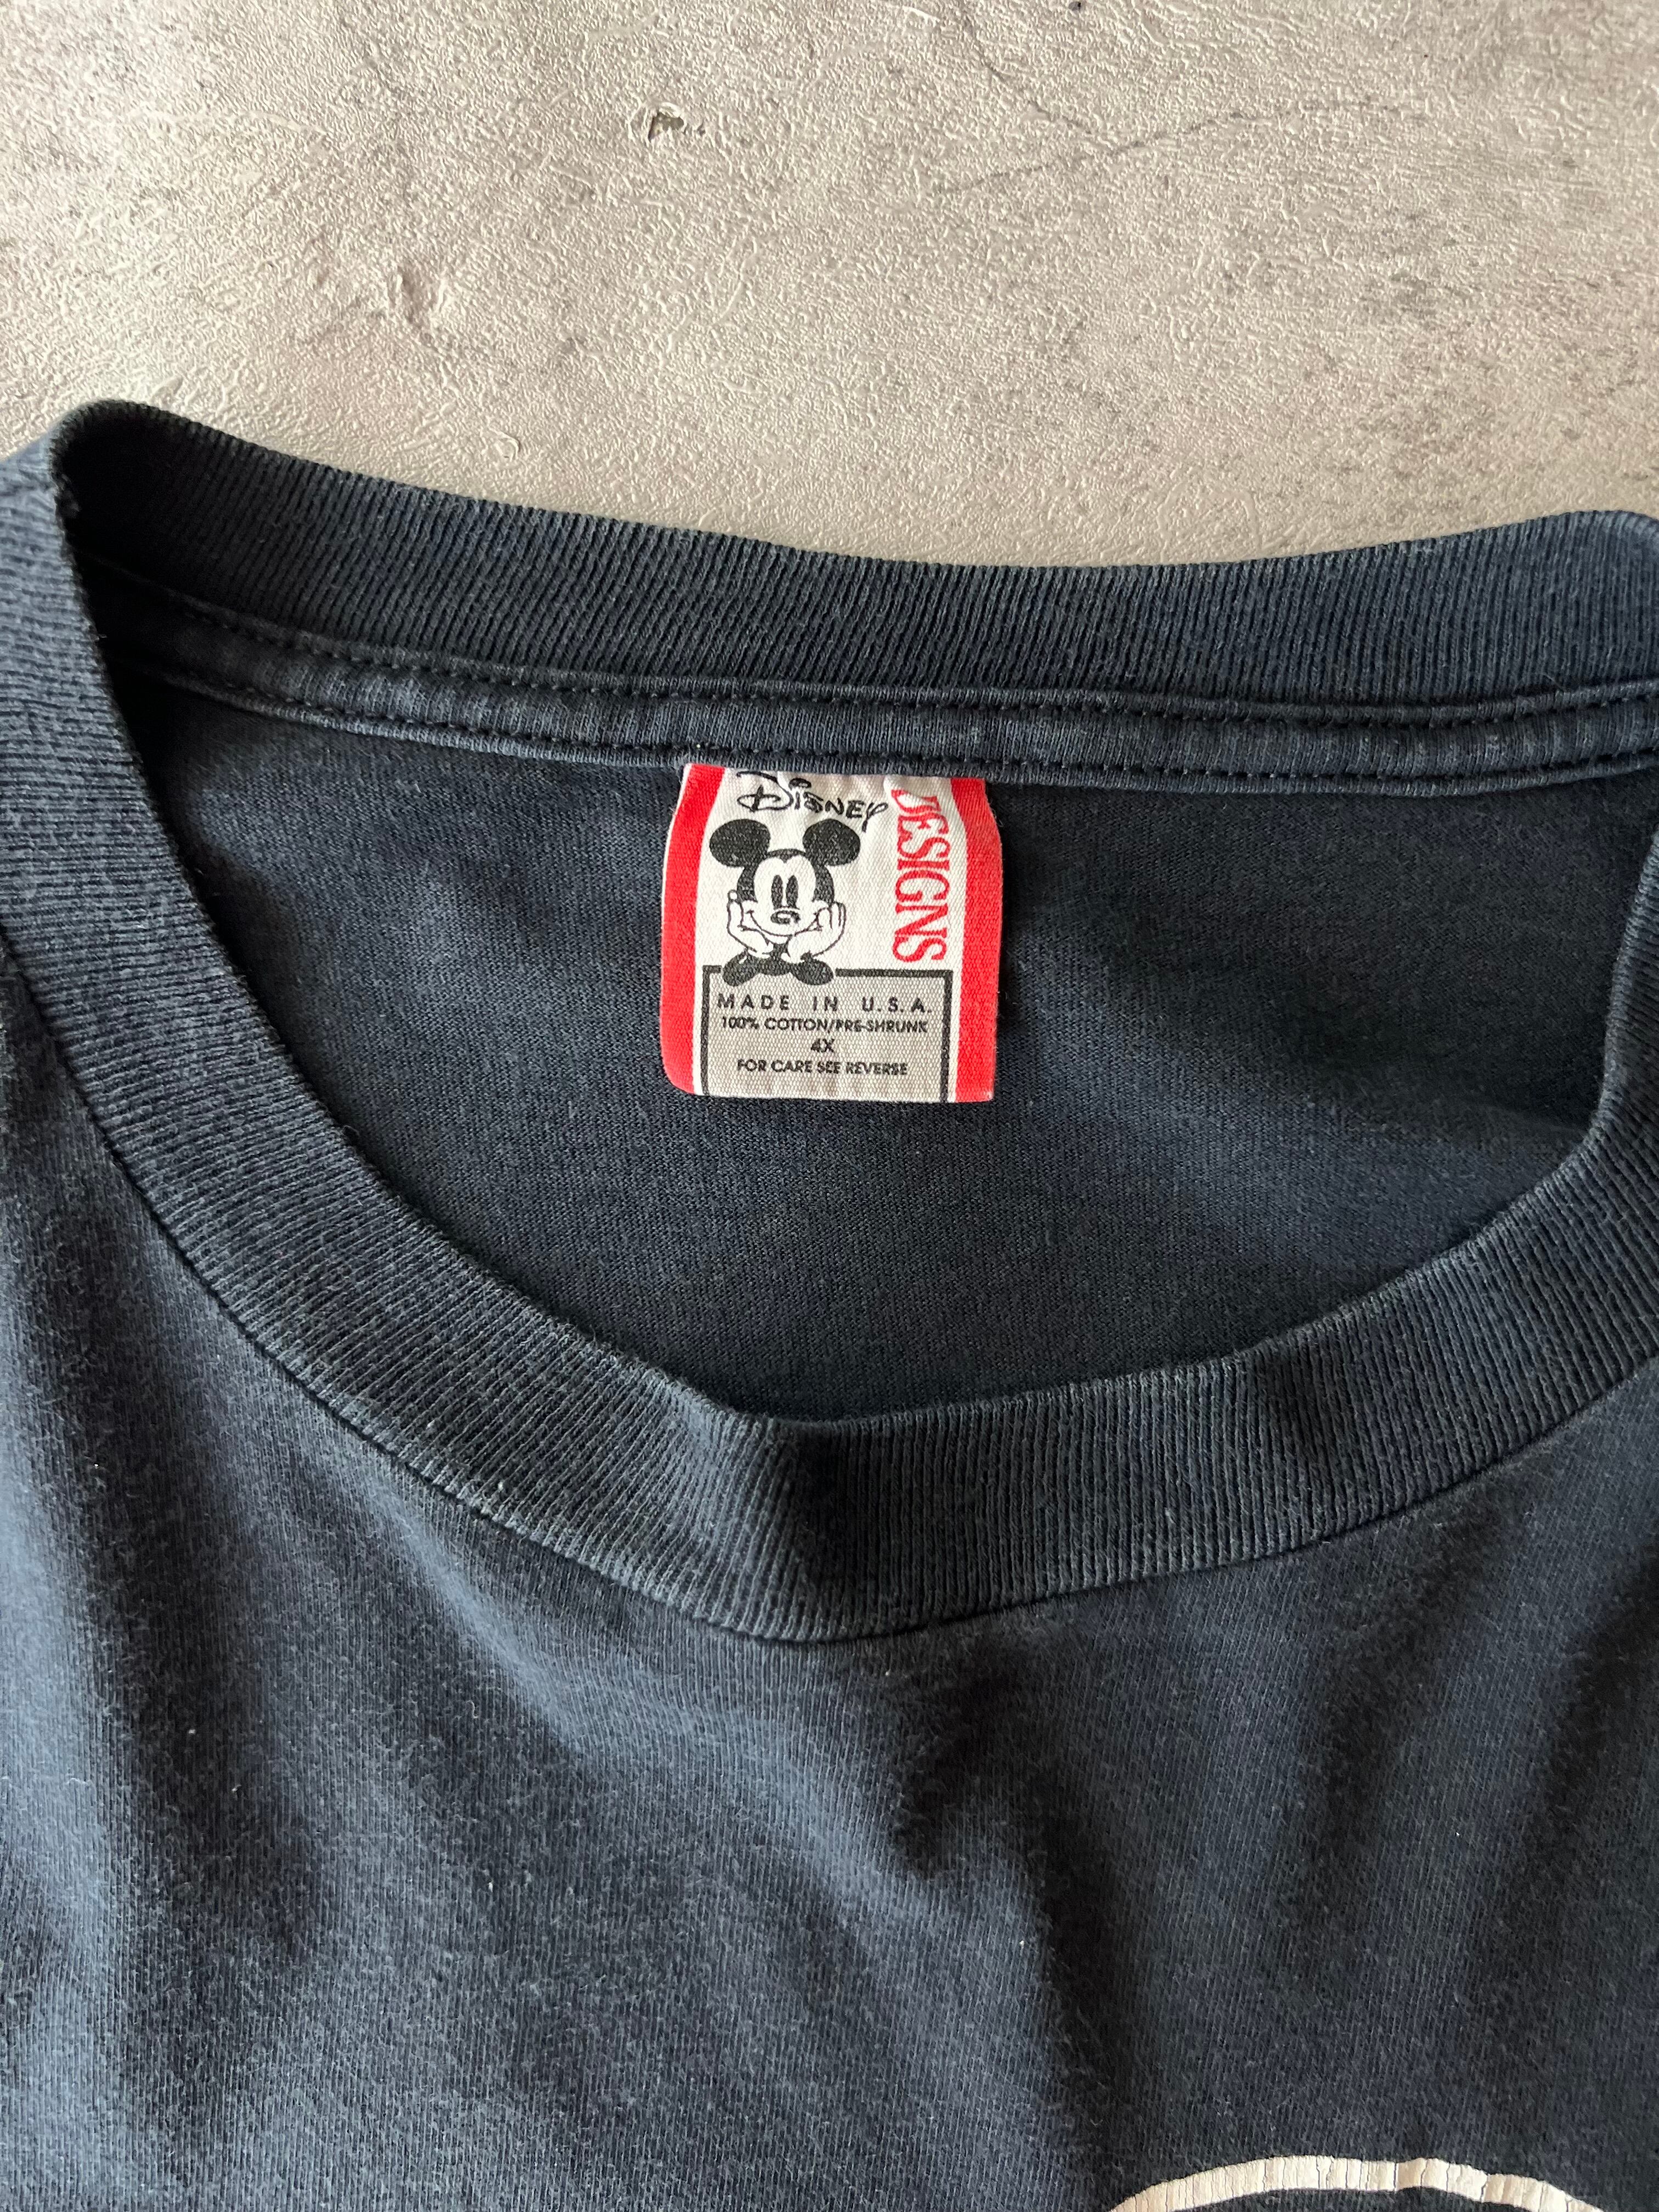 DISNEY
DESIGNS
MADE IN U.S.A.
100% COTTON/PRE-SHRUNK
4X
FOR CARE SEE REVERSE